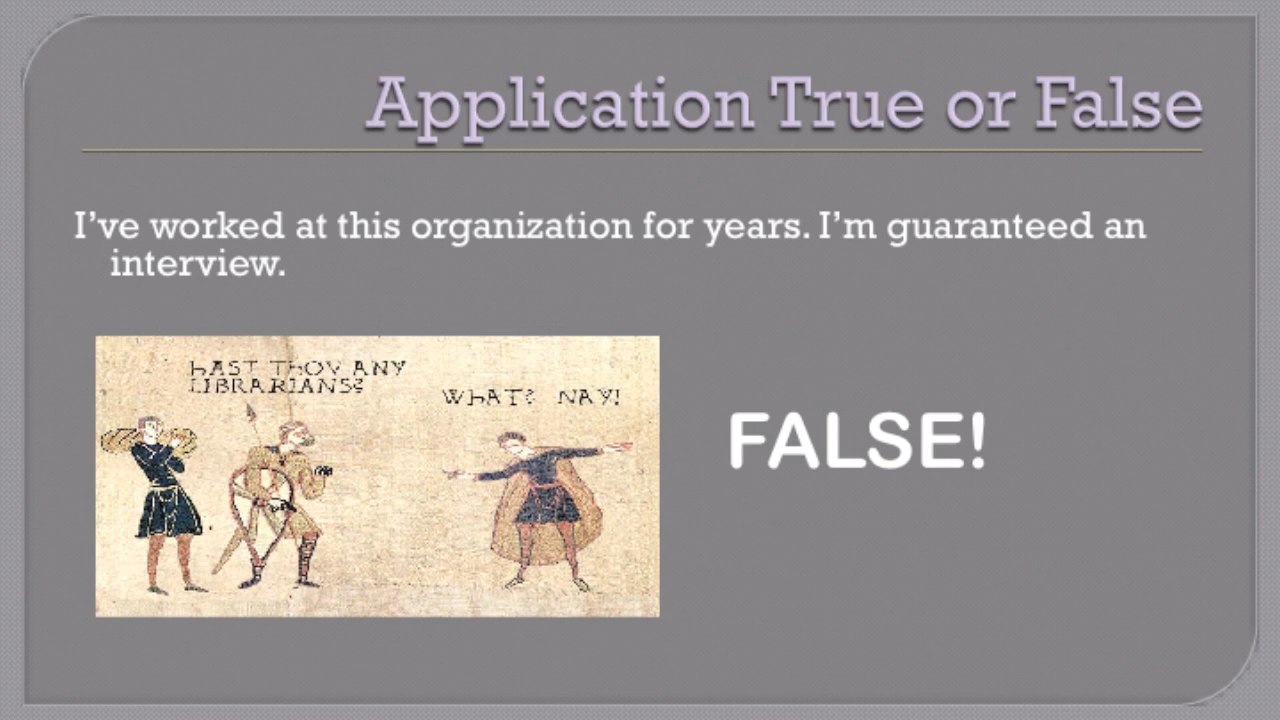 Application True or False
I've worked at this organization for years. I'm guaranteed an
interview.
HAST THOV ANY
LIBRARIANS?
WHAT? NAY!
FALSE!